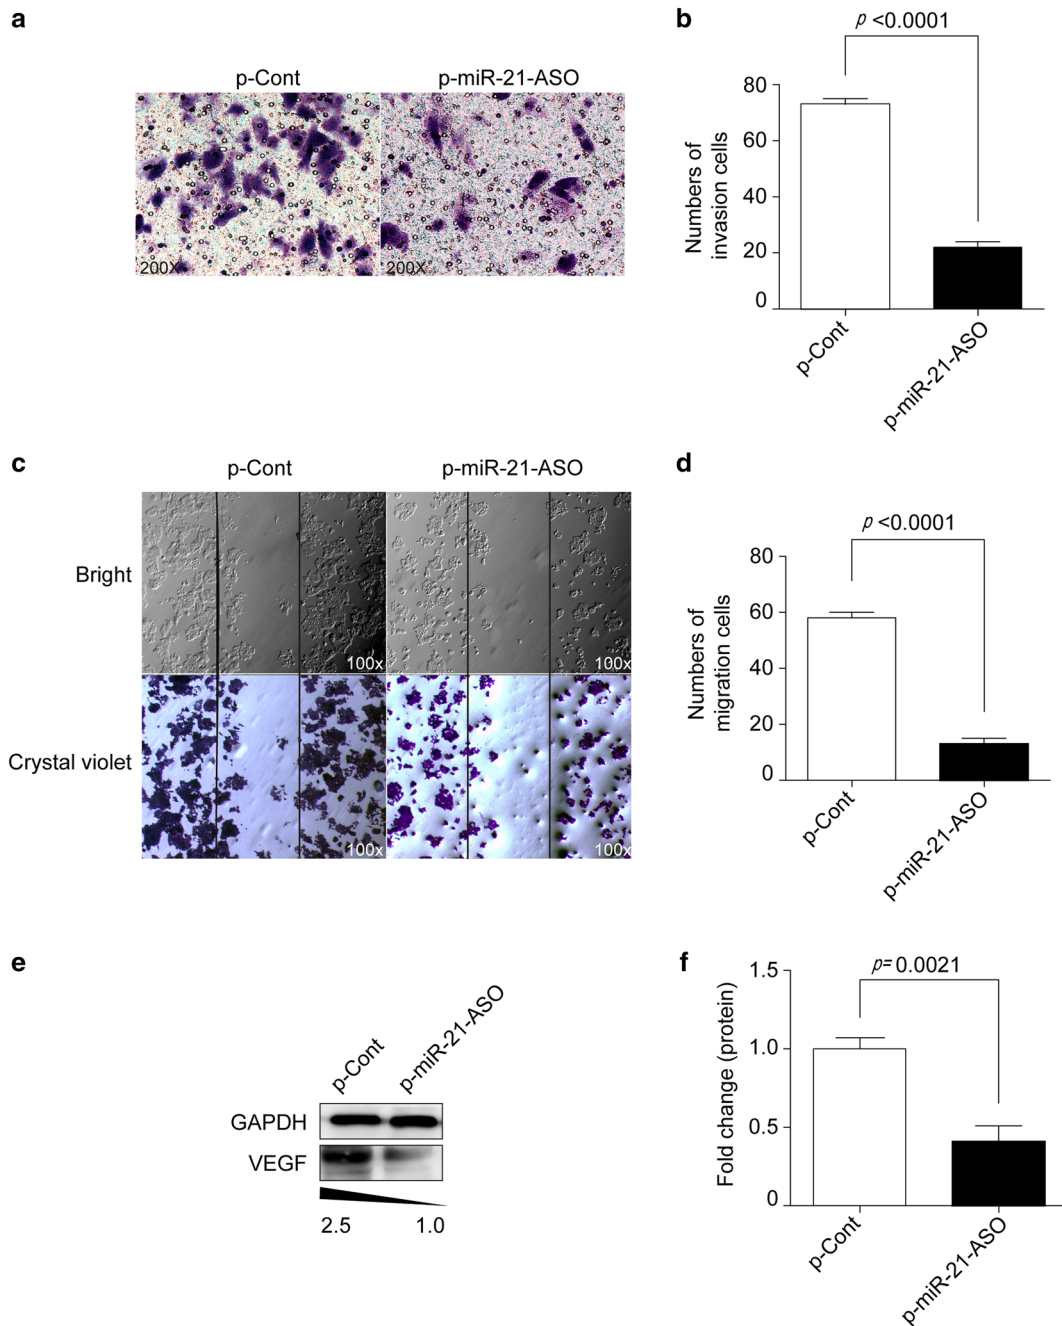 a
p-Cont p-miR-21-ASO
200X 200X
b
p <0.0001
80
60
40
20
0
Numbers of
invasion cells
p-Cont
p-miR-21-ASO
c
p-Cont p-miR-21-ASO
Bright
100x 100x
Crystal violet
100x 100x
d
p <0.0001
80
60
40
20
0
Numbers of
migration cells
p-Cont
p-miR-21-ASO
e
p-Cont
p-miR-21-ASO
GAPDH
VEGF
2.5 1.0
f
p= 0.0021
1.5
1.0
0.5
0
Fold change (protein)
p-Cont
p-miR-21-ASO